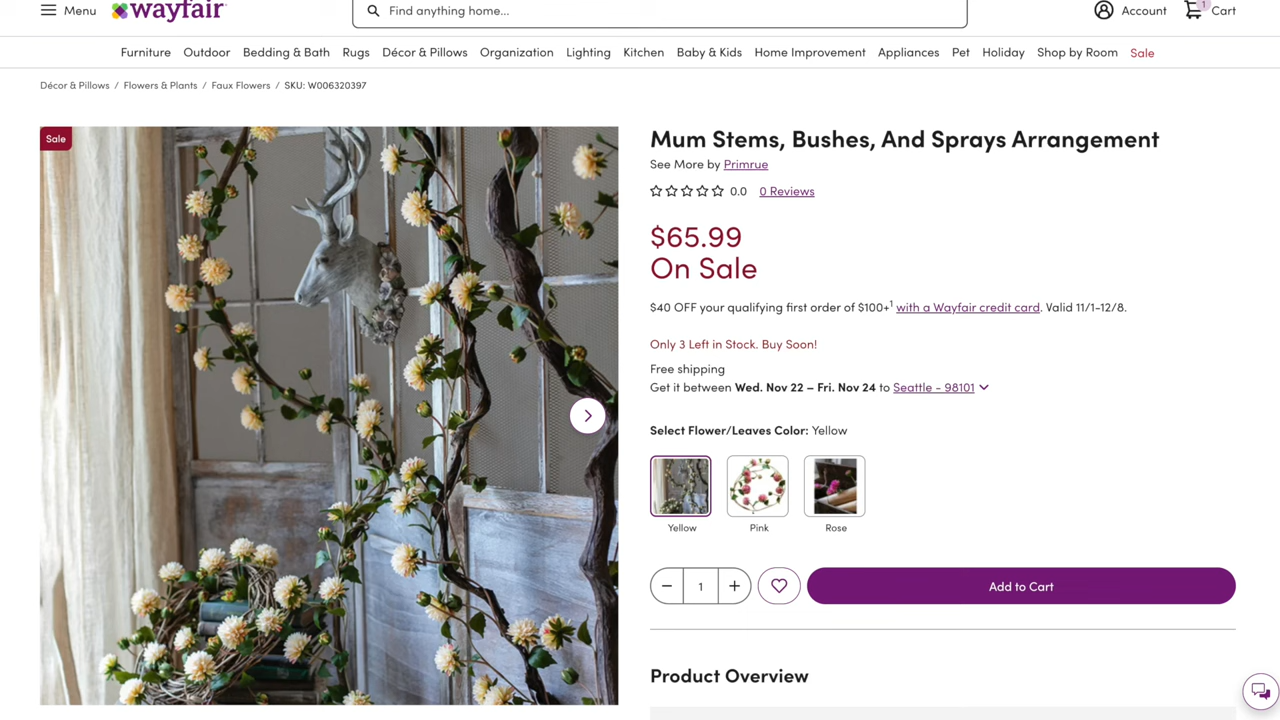 Menu
wayfair
Find anything home...
Account
1
Cart
Furniture
Outdoor
Bedding & Bath
Rugs
Décor & Pillows
Organization
Lighting
Kitchen
Baby & Kids
Home Improvement
Appliances
Pet
Holiday
Shop by Room
Sale
Décor & Pillows / Flowers & Plants / Faux Flowers / SKU: W006320397
Sale
Mum Stems, Bushes, And Sprays Arrangement
See More by Primrue
0.0 0 Reviews
$65.99
On Sale
$40 OFF your qualifying first order of $100+1 with a Wayfair credit card. Valid 11/1-12/8.
Only 3 Left in Stock. Buy Soon!
Free shipping
Get it between Wed. Nov 22 – Fri. Nov 24 to Seattle - 98101
Select Flower/Leaves Color: Yellow
Yellow
Pink
Rose
1
Add to Cart
Product Overview